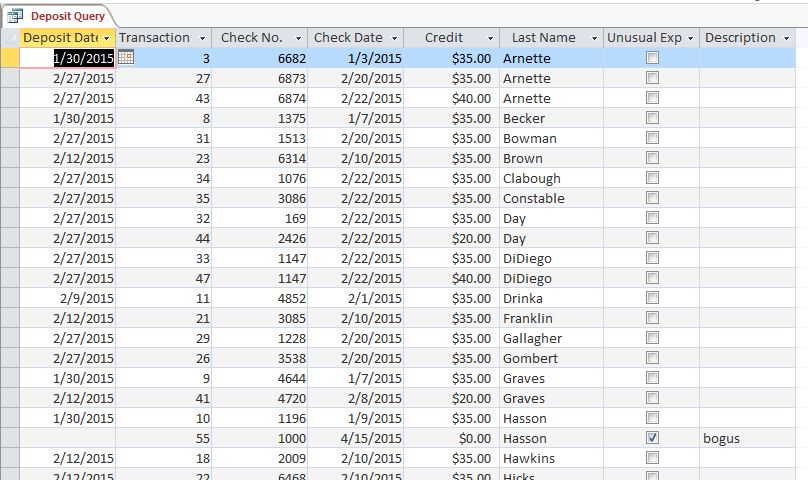 Deposit Query
Deposit Date Transaction Check No. Check Date Credit Last Name Unusual Exp Description
1/30/2015 3 6682 1/3/2015 $35.00 Arnette
2/27/2015 27 6873 2/20/2015 $35.00 Arnette
2/27/2015 43 6874 2/22/2015 $40.00 Arnette
1/30/2015 8 1375 1/7/2015 $35.00 Becker
2/27/2015 31 1513 2/20/2015 $35.00 Bowman
2/12/2015 23 6314 2/10/2015 $35.00 Brown
2/27/2015 34 1076 2/22/2015 $35.00 Clabough
2/27/2015 35 3086 2/22/2015 $35.00 Constable
2/27/2015 32 169 2/22/2015 $35.00 Day
2/27/2015 44 2426 2/22/2015 $20.00 Day
2/27/2015 33 1147 2/22/2015 $35.00 DiDiego
2/27/2015 47 1147 2/22/2015 $40.00 DiDiego
2/9/2015 11 4852 2/1/2015 $35.00 Drinka
2/12/2015 21 3085 2/10/2015 $35.00 Franklin
2/27/2015 29 1228 2/20/2015 $35.00 Gallagher
2/27/2015 26 3538 2/20/2015 $35.00 Gombert
1/30/2015 9 4644 1/7/2015 $35.00 Graves
2/12/2015 41 4720 2/8/2015 $20.00 Graves
1/30/2015 10 1196 1/9/2015 $35.00 Hasson
55 1000 4/15/2015 $0.00 Hasson bogus
2/12/2015 18 2009 2/10/2015 $35.00 Hawkins
2/12/2015 22 6468 2/10/2015 $35.00 Hicks